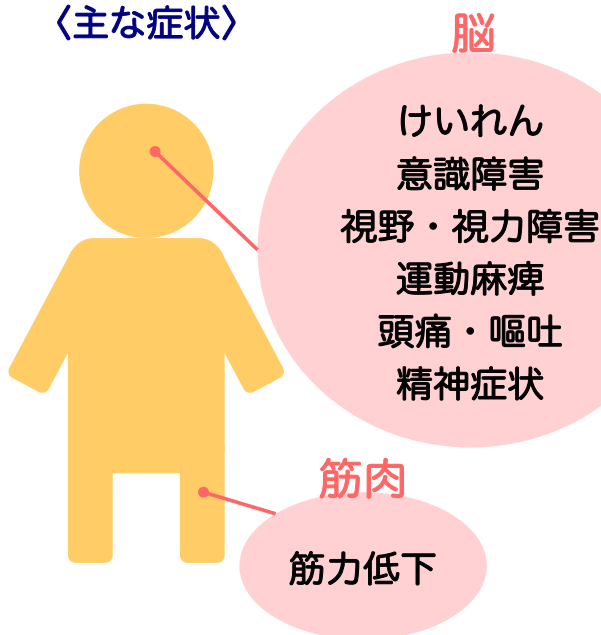 〈主な症状〉
脳
けいれん
意識障害
視野・視力障害
運動麻痺
頭痛・嘔吐
精神症状
筋肉
筋力低下